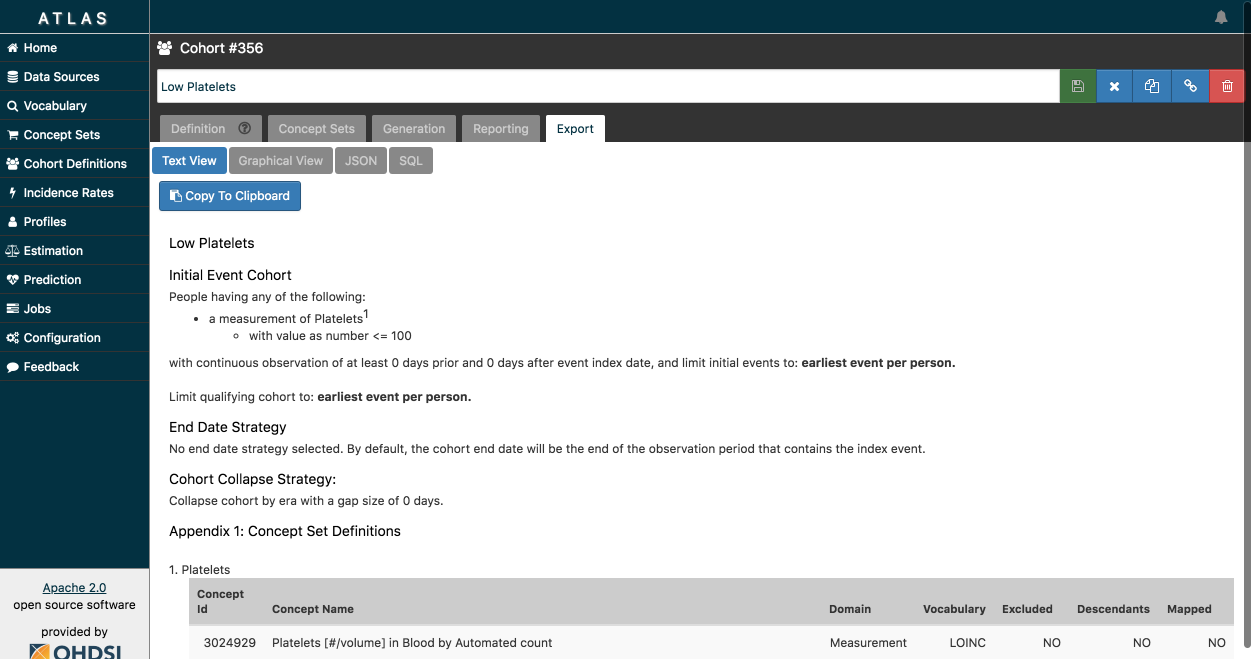 ATLAS
Home
Data Sources
Vocabulary
Concept Sets
Cohort Definitions
Incidence Rates
Profiles
Estimation
Prediction
Jobs
Configuration
Feedback
Apache 2.0
open source software
provided by
OHDSI
Cohort #356
Low Platelets
Definition
Concept Sets
Generation
Reporting
Export
Text View
Graphical View
JSON
SQL
Copy To Clipboard
Low Platelets
Initial Event Cohort
People having any of the following:
• a measurement of Platelets1
◦ with value as number <= 100
with continuous observation of at least 0 days prior and 0 days after event index date, and limit initial events to: earliest event per person.
Limit qualifying cohort to: earliest event per person.
End Date Strategy
No end date strategy selected. By default, the cohort end date will be the end of the observation period that contains the index event.
Cohort Collapse Strategy:
Collapse cohort by era with a gap size of 0 days.
Appendix 1: Concept Set Definitions
1. Platelets
Concept Id Concept Name Domain Vocabulary Excluded Descendants Mapped
3024929 Platelets [#/volume] in Blood by Automated count Measurement LOINC NO NO NO